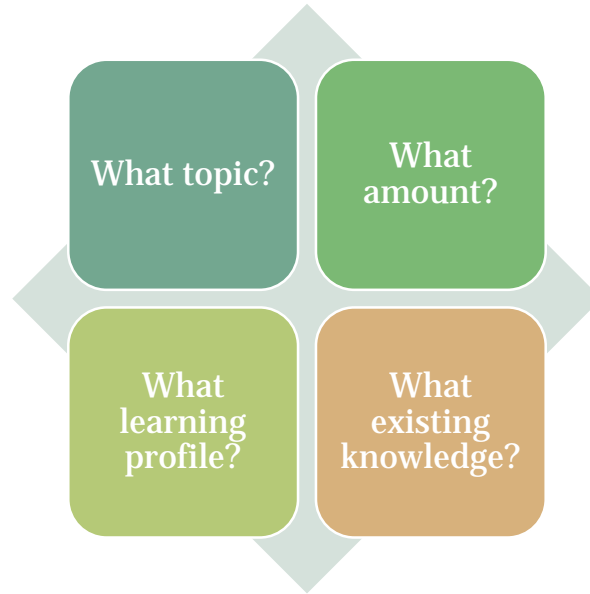 What topic?
What
amount?
What
learning
profile?
What
existing
knowledge?